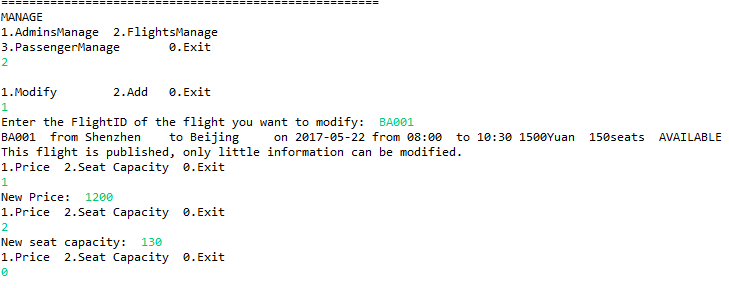 ======================================================
MANAGE
1.AdminsManage  2.FlightsManage
3.PassengerManage      0.Exit
2
1.Modify        2.Add   0.Exit
1
Enter the FlightID of the flight you want to modify:  BA001
BA001  from Shenzhen    to Beijing     on 2017-05-22 from 08:00  to 10:30 1500Yuan  150seats  AVAILABLE
This flight is published, only little information can be modified.
1.Price  2.Seat Capacity  0.Exit
1
New Price:  1200
1.Price  2.Seat Capacity  0.Exit
2
New seat capacity:  130
1.Price  2.Seat Capacity  0.Exit
0